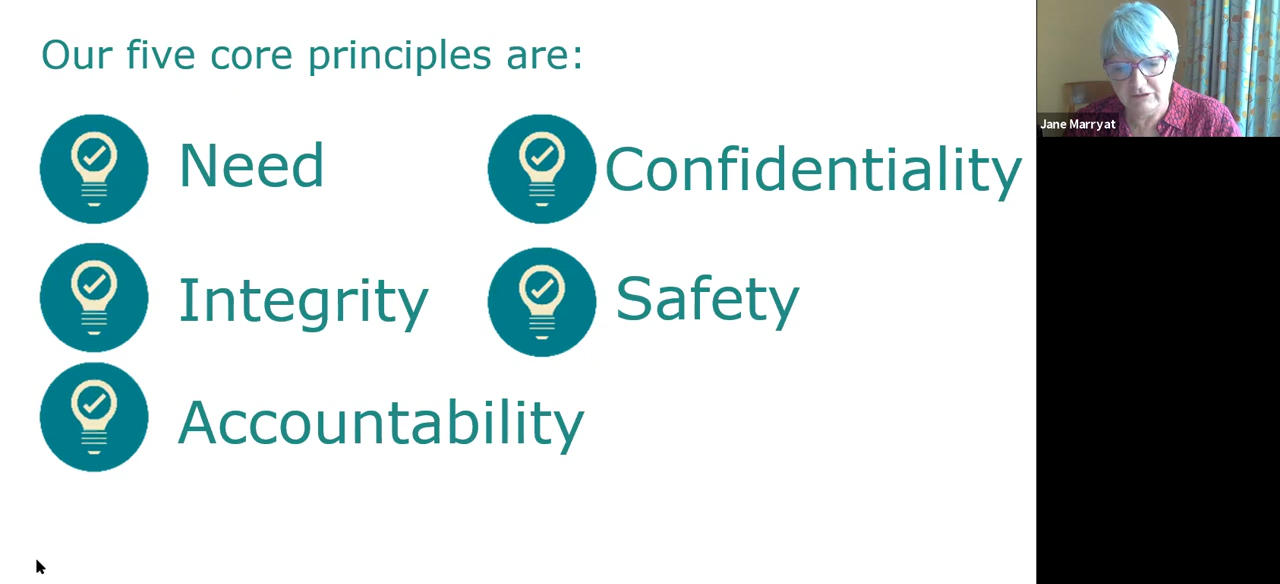 Our five core principles are:
Need
Confidentiality
Integrity
Safety
Accountability
Jane Marryat